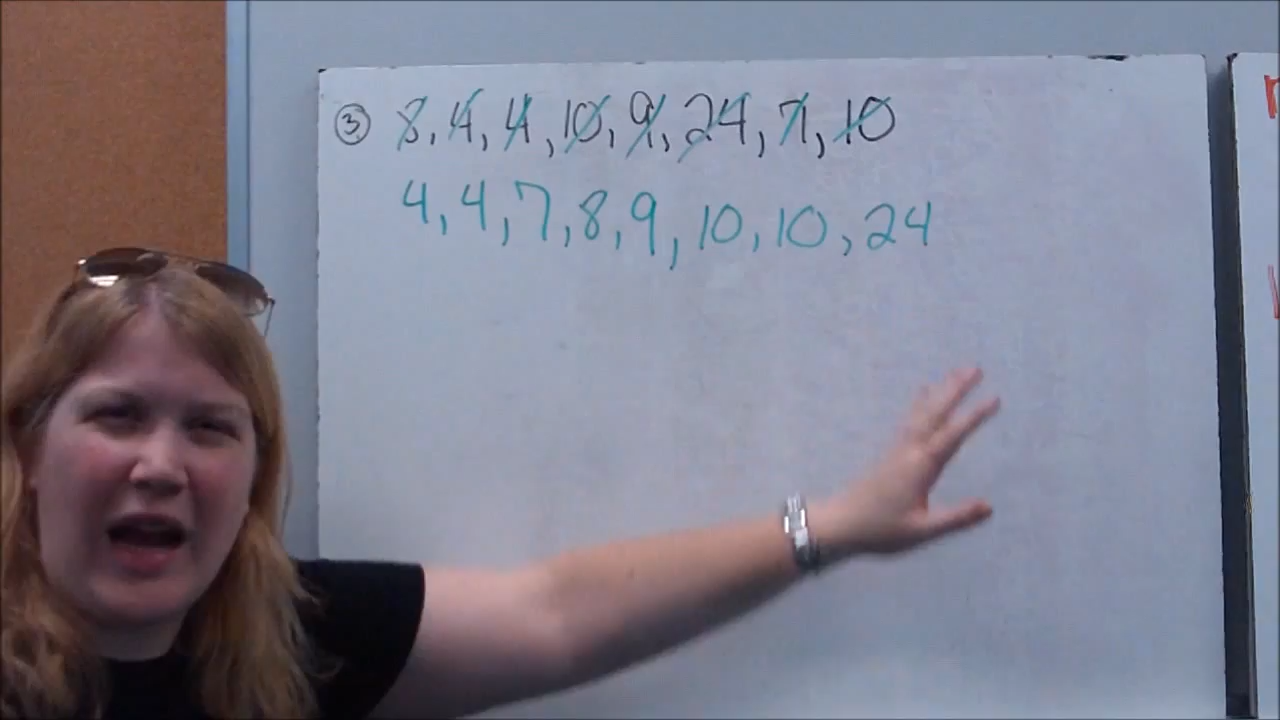 ③ 8, 4, 4, 10, 9, 24, 7, 10
4, 4, 7, 8, 9, 10, 10, 24